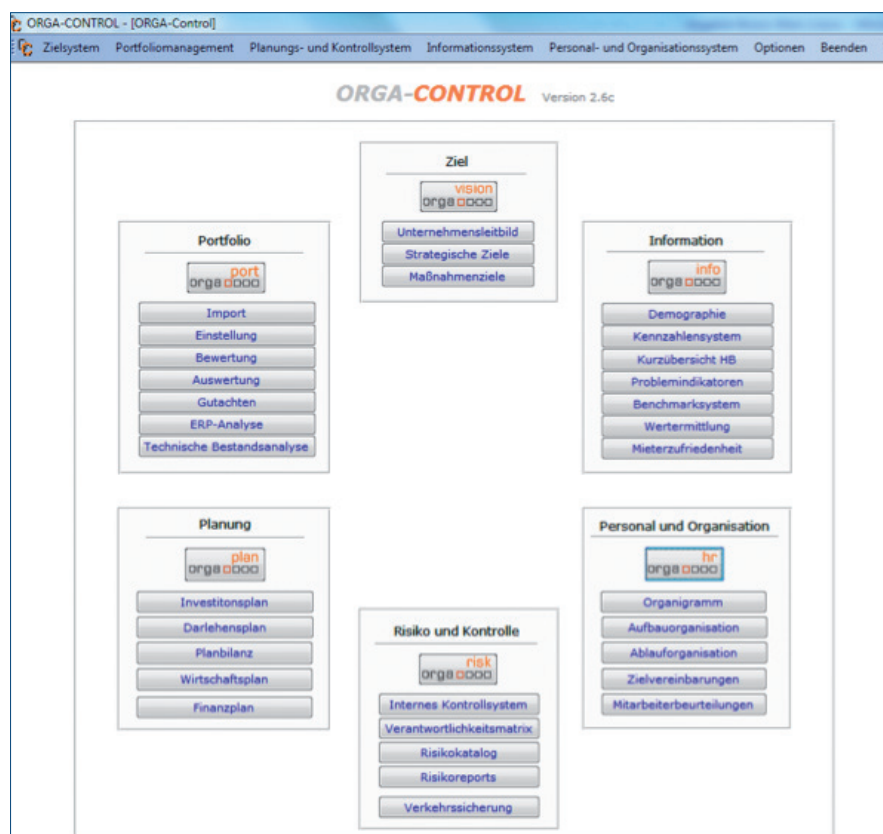 ORGA-CONTROL - [ORGA-Control]
Zielsystem Portfoliomanagement Planungs- und Kontrollsystem Informationssystem Personal- und Organisationssystem Optionen Beenden
ORGA-CONTROL Version 2.6c
Ziel
vision
orga
Unternehmensleitbild
Strategische Ziele
Maßnahmenziele
Portfolio
port
orga
Import
Einstellung
Bewertung
Auswertung
Gutachten
ERP-Analyse
Technische Bestandsanalyse
Information
info
orga
Demographie
Kennzahlensystem
Kurzübersicht HB
Problemindikatoren
Benchmarksystem
Wertermittlung
Mieterzufriedenheit
Planung
plan
orga
Investitonsplan
Darlehensplan
Planbilanz
Wirtschaftsplan
Finanzplan
Risiko und Kontrolle
risk
orga
Internes Kontrollsystem
Verantwortlichkeitsmatrix
Risikokatalog
Risikoreports
Verkehrssicherung
Personal und Organisation
hr
orga
Organigramm
Aufbauorganisation
Ablauforganisation
Zielvereinbarungen
Mitarbeiterbeurteilungen